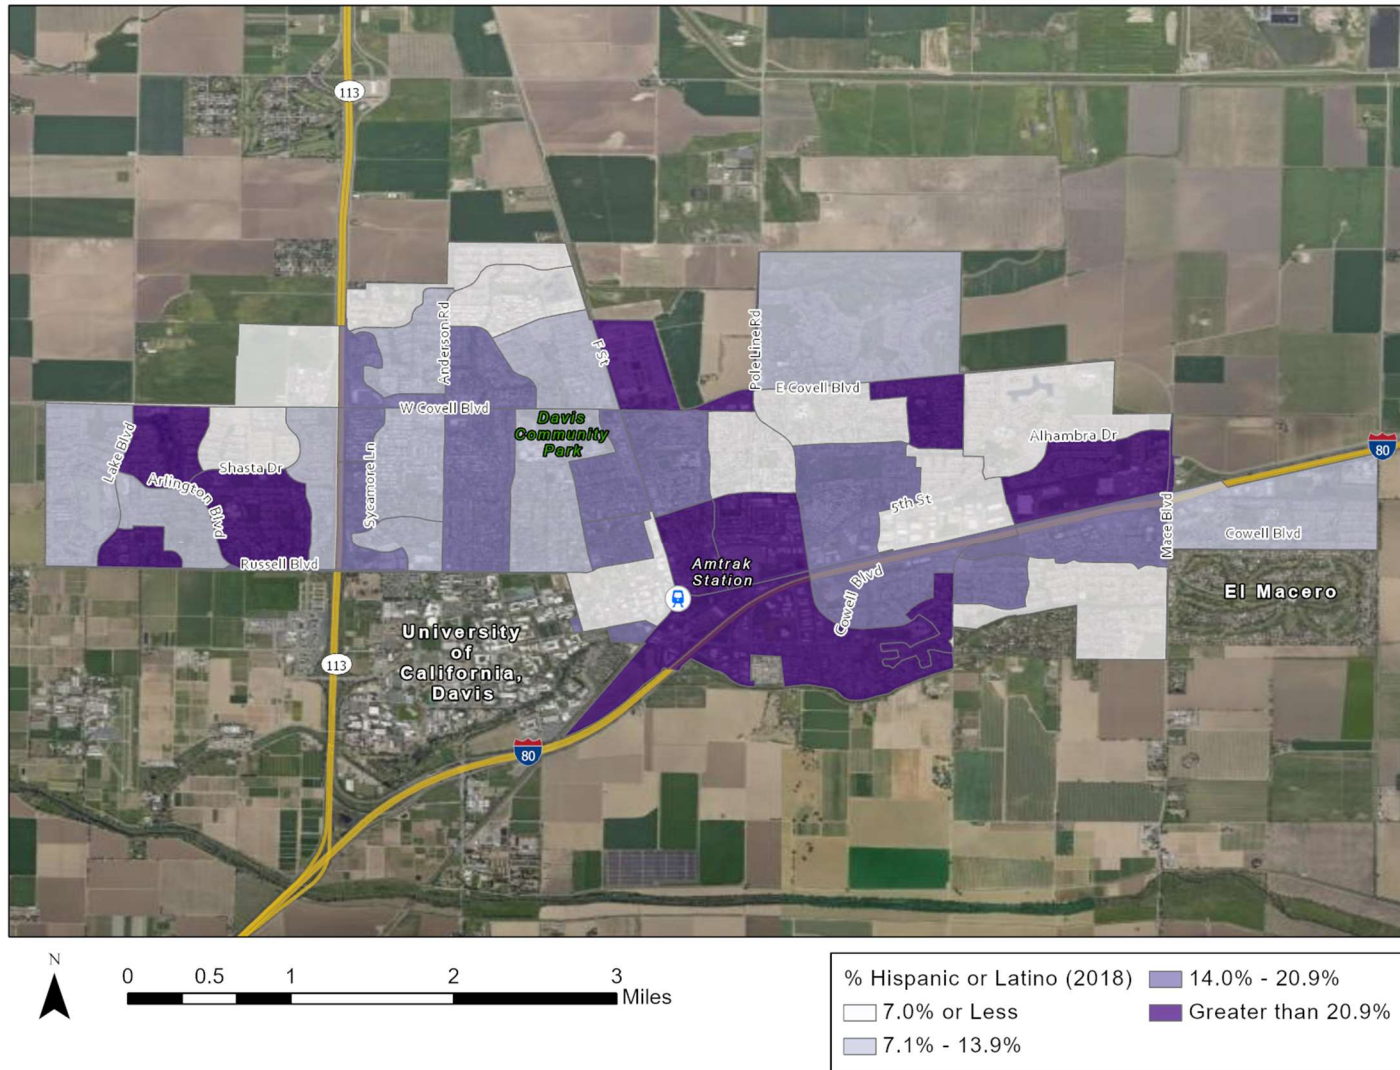 113
Anderson Rd
F St
Pole Line Rd
E Covell Blvd
W Covell Blvd
Davis
Community
Park
Lake Blvd
Shasta Dr
Arlington Blvd
Sycamore Ln
Alhambra Dr
80
5th St
Mace Blvd
Cowell Blvd
Russell Blvd
Amtrak
Station
Cowell Blvd
El Macero
University
of
California,
Davis
113
80
N
0 0.5 1 2 3
Miles
% Hispanic or Latino (2018)
7.0% or Less
7.1% - 13.9%
14.0% - 20.9%
Greater than 20.9%